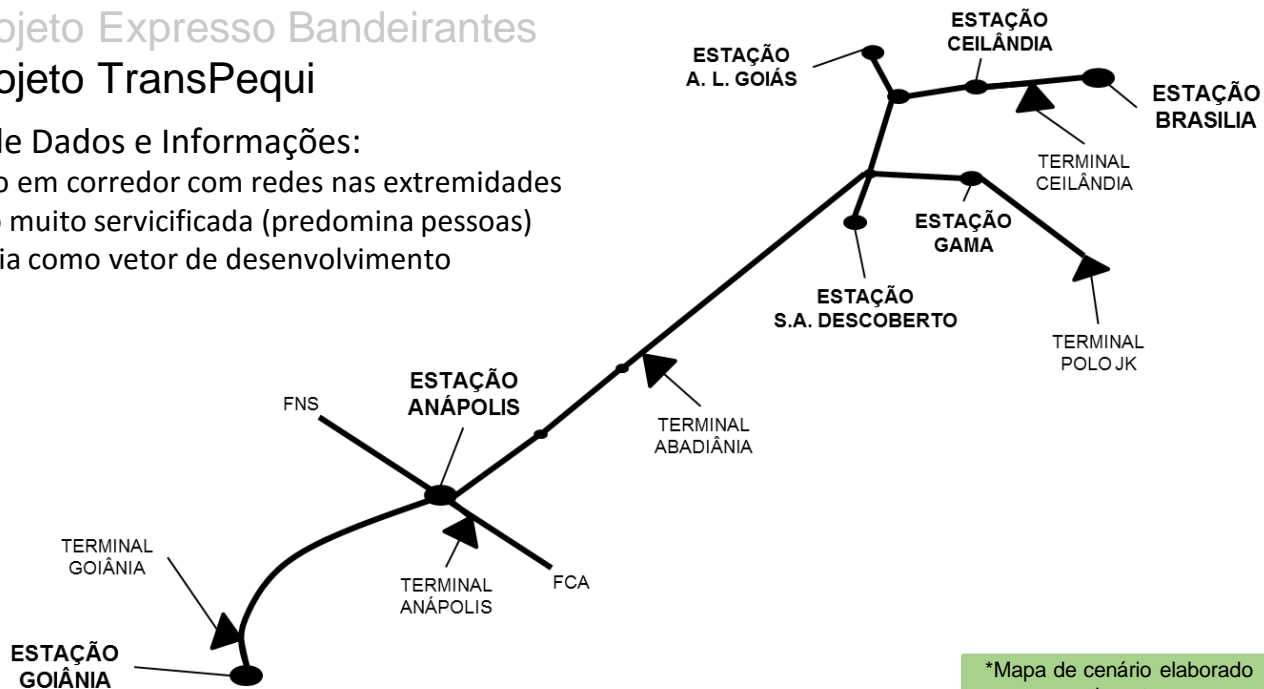 ojeto Expresso Bandeirantes
ojeto TransPequi
de Dados e Informações:
o em corredor com redes nas extremidades
o muito servicificada (predomina pessoas)
ia como vetor de desenvolvimento
ESTAÇÃO
A. L. GOIÁS
ESTAÇÃO
CEILÂNDIA
ESTAÇÃO
BRASILIA
TERMINAL
CEILÂNDIA
ESTAÇÃO
GAMA
ESTAÇÃO
S.A. DESCOBERTO
TERMINAL
POLO JK
ESTAÇÃO
ANÁPOLIS
FNS
TERMINAL
ABADIÂNIA
TERMINAL
GOIÂNIA
TERMINAL
ANÁPOLIS
FCA
ESTAÇÃO
GOIÂNIA
*Mapa de cenário elaborado